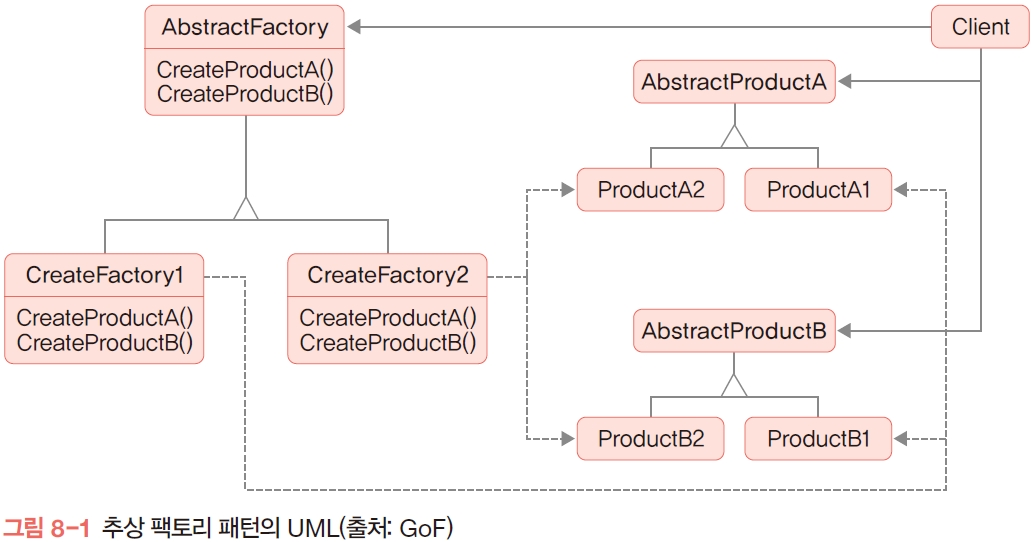 AbstractFactory
CreateProductA()
CreateProductB()
Client
AbstractProductA
ProductA2
ProductA1
CreateFactory1
CreateProductA()
CreateProductB()
CreateFactory2
CreateProductA()
CreateProductB()
AbstractProductB
ProductB2
ProductB1
그림 8-1 추상 팩토리 패턴의 UML(출처: GoF)